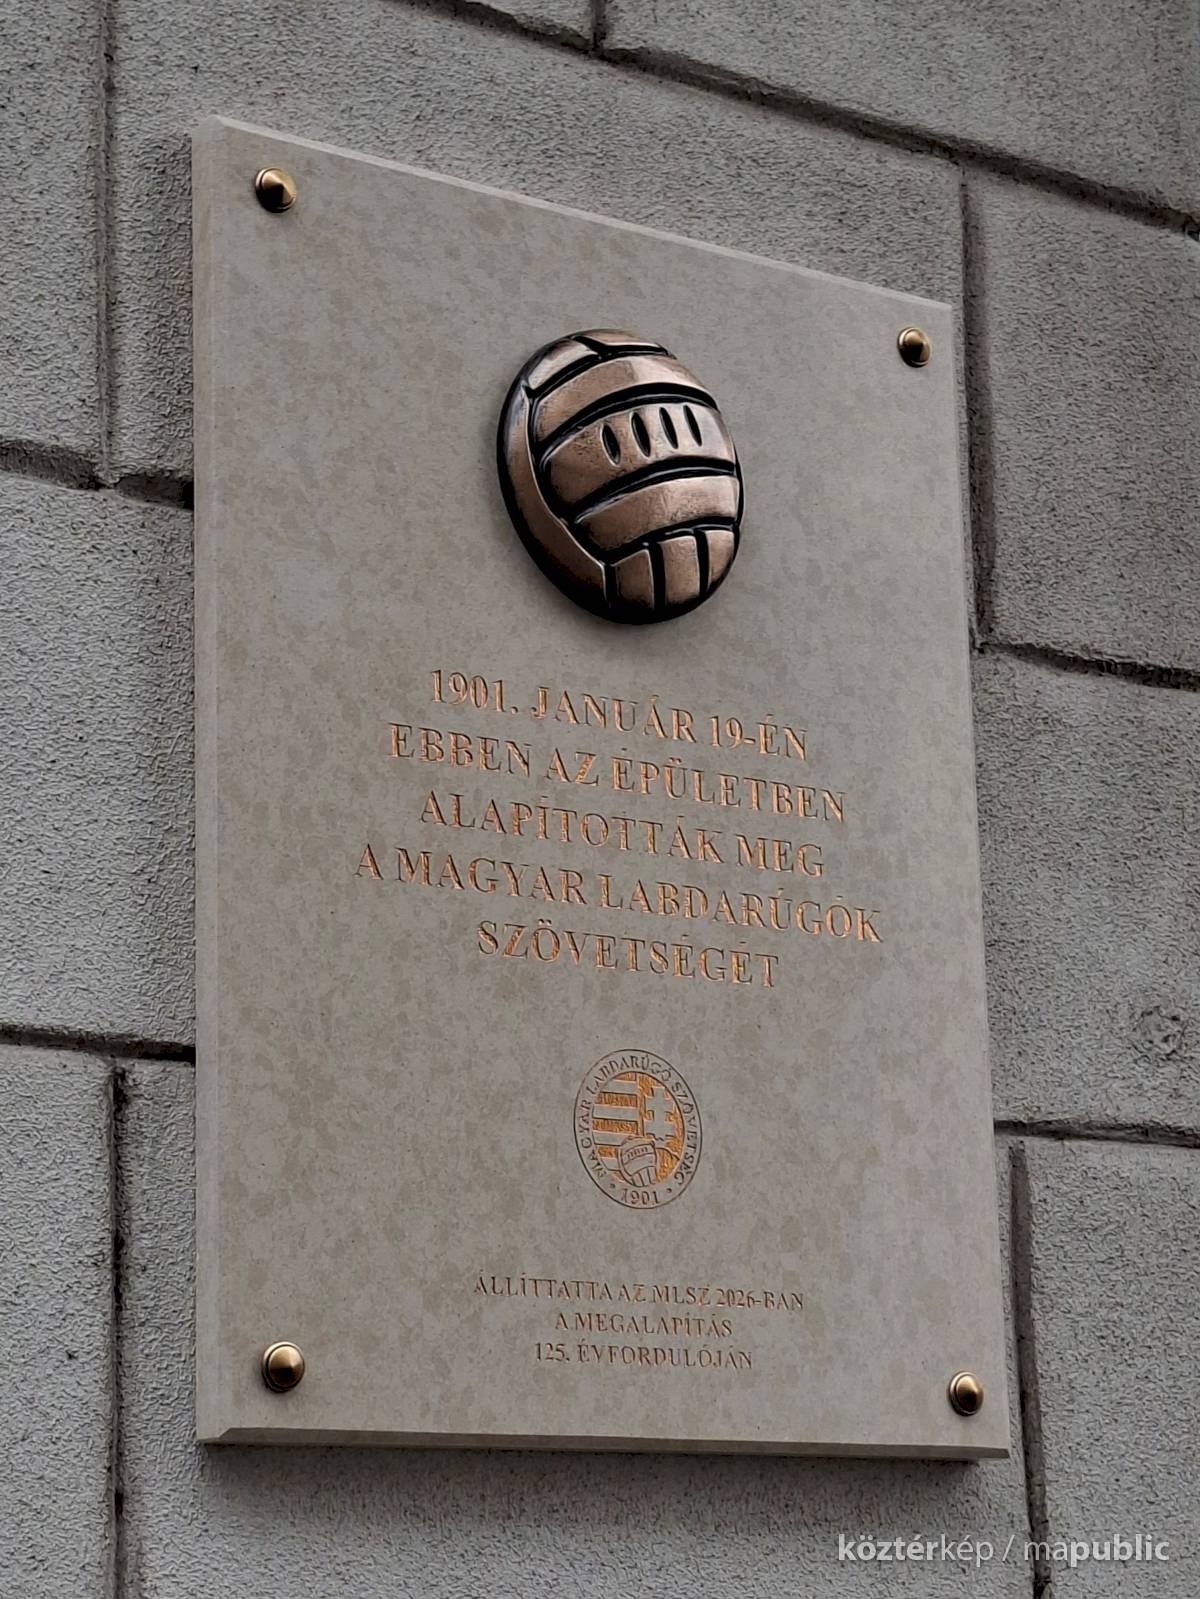 1901. JANUÁR 19-ÉN
EBBEN AZ ÉPÜLETBEN
ALAPÍTOTTÁK MEG
A MAGYAR LABDARÚGÓK
SZÖVETSÉGÉT
MAGYAR LABDARÚGÓ SZÖVETSÉG
• 1901 •
ÁLLÍTTATTA AZ MLSZ 2026-BAN
A MEGALAPÍTÁS
125. ÉVFORDULÓJÁN
köztérkép / mapublic